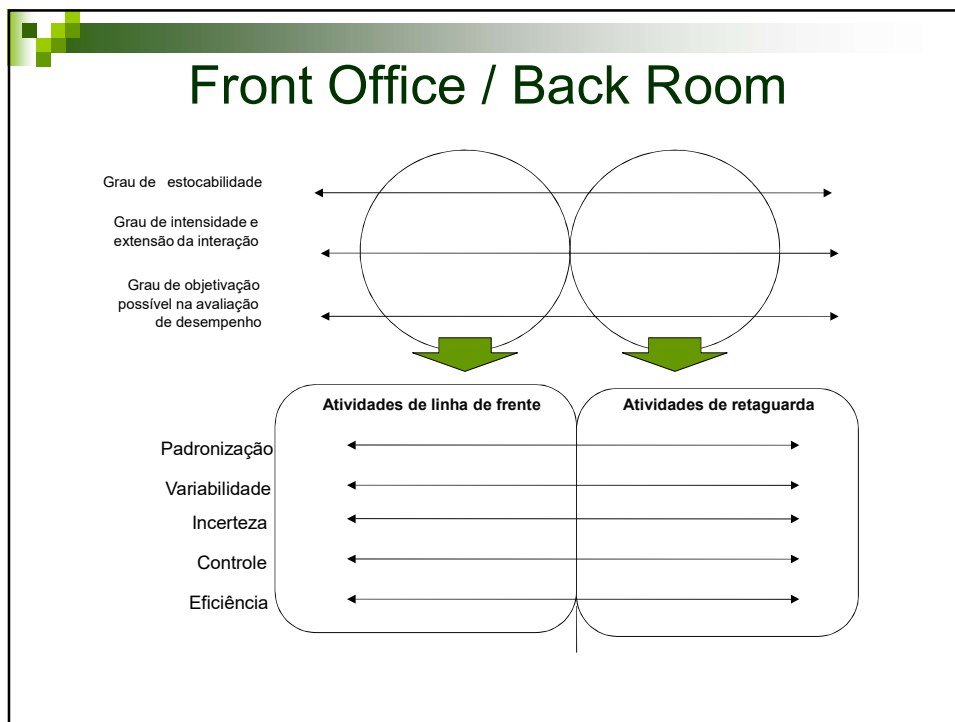 Front Office / Back Room
Grau de estocabilidade
Grau de intensidade e
extensão da interação
Grau de objetivação
possível na avaliação
de desempenho
Atividades de linha de frente
Atividades de retaguarda
Padronização
Variabilidade
Incerteza
Controle
Eficiência